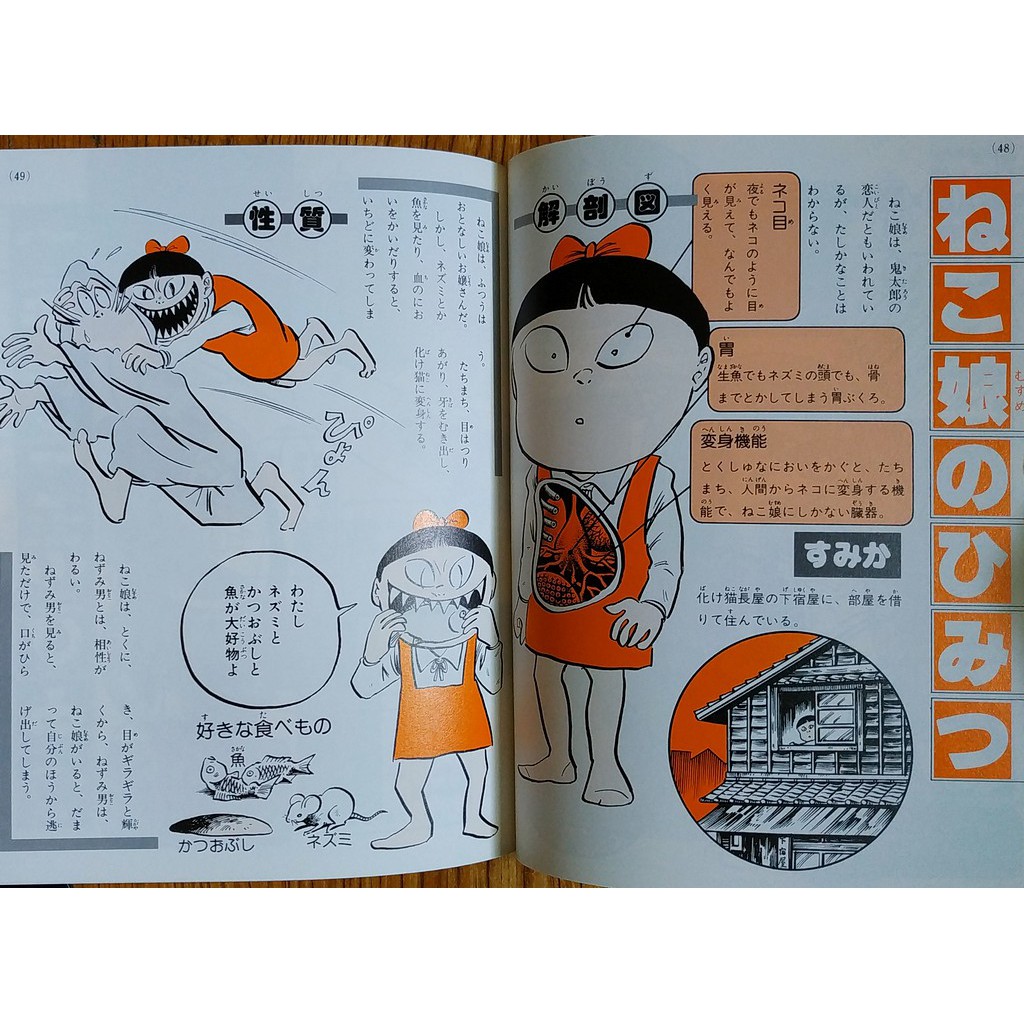 (48)
ねこ娘のひみつ
むすめ
ねこ娘は、鬼太郎の
恋人だともいわれてい
るが、たしかなことは
わからない。
解剖図
かいぼうず
ネコ目
夜でもネコのように目
が見えて、なんでもよ
く見える。
胃
生魚でもネズミの頭でも、骨
までとかしてしまう胃ぶくろ。
変身機能
とくしゅなにおいをかぐと、たち
まち、人間からネコに変身する機
能で、ねこ娘にしかない臓器。
すみか
化け猫長屋の下宿屋に、部屋を借
りて住んでいる。
下宿屋
(49)
性質
せいしつ
ねこ娘は、ふつうは
おとなしいお嬢さんだ。
しかし、ネズミとか
魚を見たり、血のにお
いをかいだりすると、
いちどに変わってしま
う。
たちまち、目はつり
あがり、牙をむき出し、
化け猫に変身する。
ぴょん
わたし
ネズミと
かつおぶしと
魚が大好物よ
好きな食べもの
魚
かつおぶし
ネズミ
ねこ娘は、とくに、
ねずみ男とは、相性が
わるい。
ねずみ男を見ると、
見ただけで、口がひら
き、目がギラギラと輝
くから、ねずみ男は、
ねこ娘がいると、だま
って自分のほうから逃
げ出してしまう。